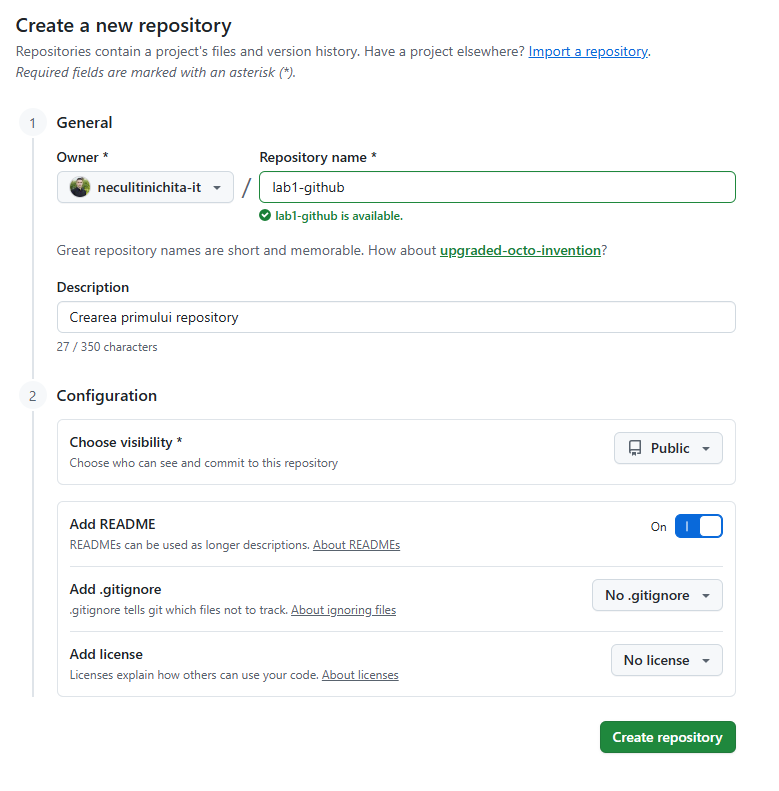 Create a new repository
Repositories contain a project's files and version history. Have a project elsewhere? Import a repository.
Required fields are marked with an asterisk (*).
1 General
Owner * Repository name *
neculitinichita-it / lab1-github
lab1-github is available.
Great repository names are short and memorable. How about upgraded-octo-invention?
Description
Crearea primului repository
27 / 350 characters
2 Configuration
Choose visibility *
Choose who can see and commit to this repository
Public
Add README
READMEs can be used as longer descriptions. About READMEs
On
Add .gitignore
.gitignore tells git which files not to track. About ignoring files
No .gitignore
Add license
Licenses explain how others can use your code. About licenses
No license
Create repository